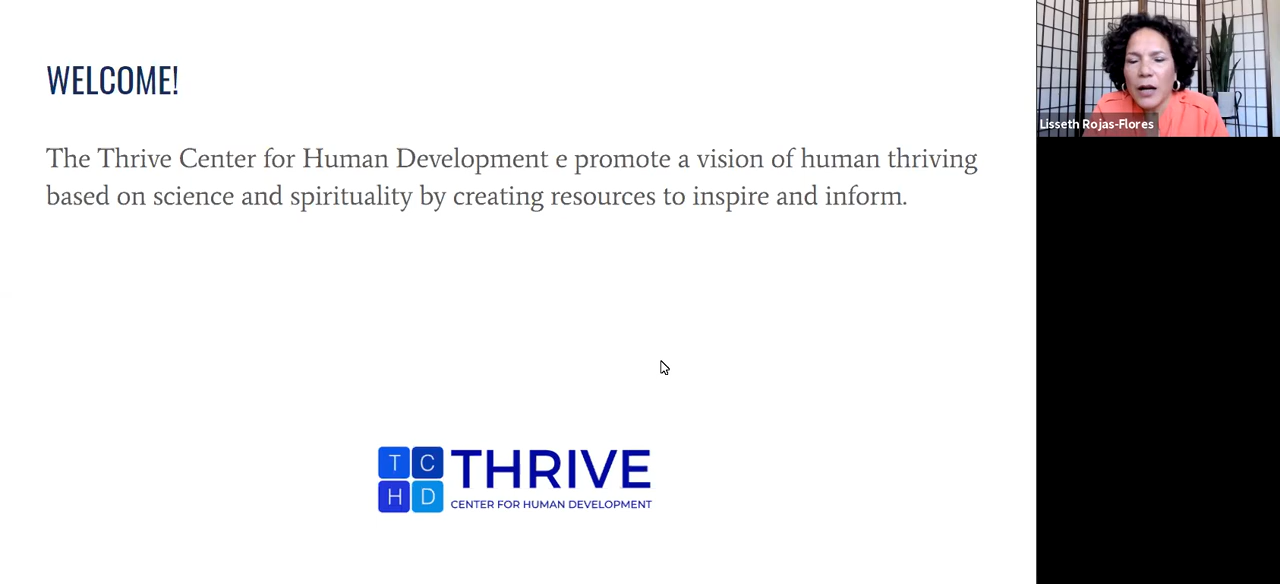 WELCOME!
The Thrive Center for Human Development e promote a vision of human thriving
based on science and spirituality by creating resources to inspire and inform.
T C
H D
THRIVE
CENTER FOR HUMAN DEVELOPMENT
Lisseth Rojas-Flores